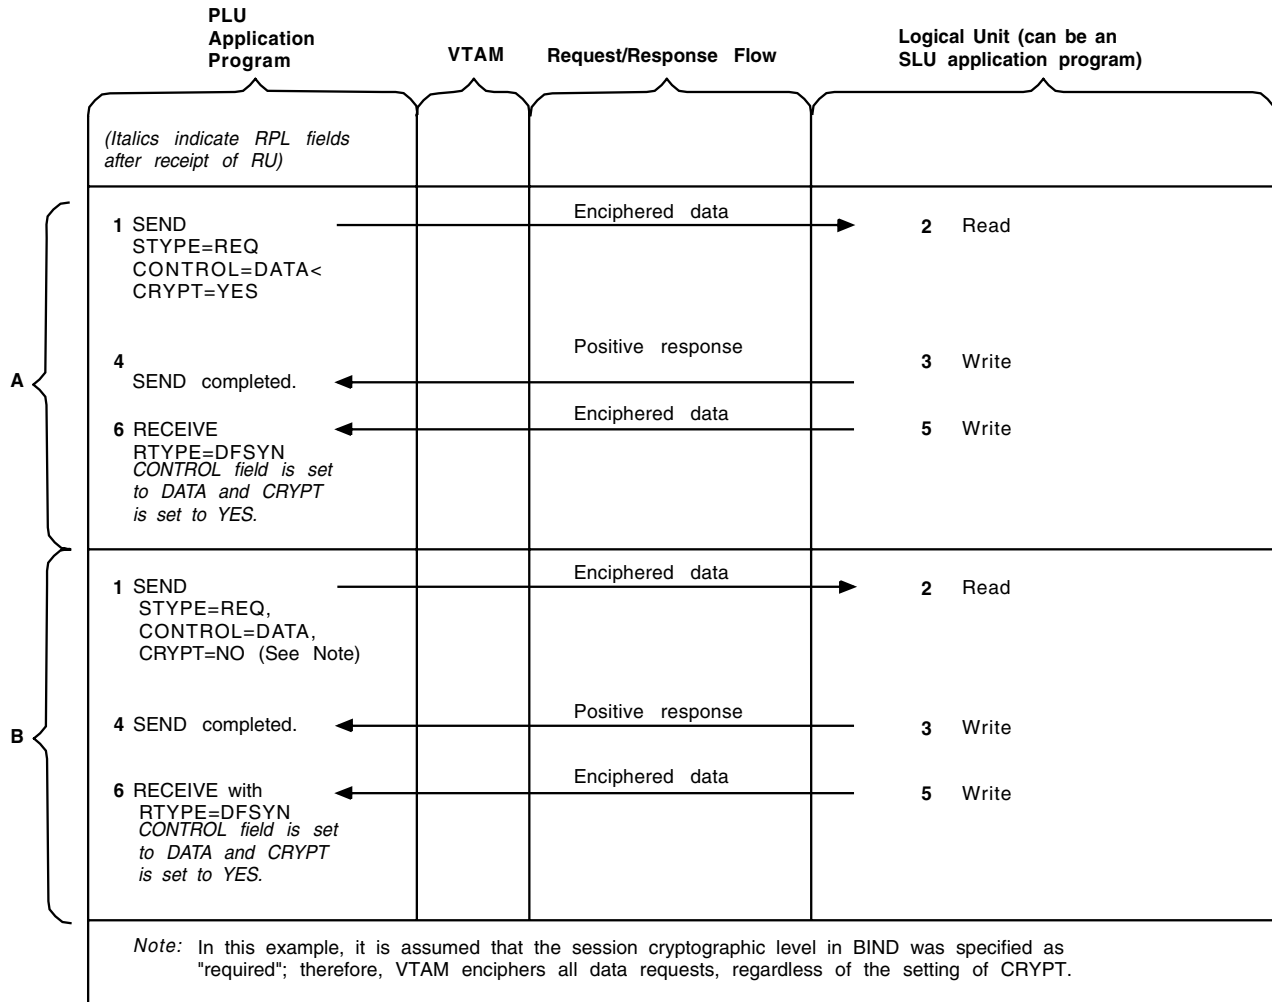 PLU
Application
Program
VTAM
Request/Response Flow
Logical Unit (can be an
SLU application program)
(Italics indicate RPL fields
after receipt of RU)
A
1 SEND
STYPE=REQ
CONTROL=DATA<
CRYPT=YES
Enciphered data
2 Read
Positive response
3 Write
4
SEND completed.
Enciphered data
5 Write
6 RECEIVE
RTYPE=DFSYN
CONTROL field is set
to DATA and CRYPT
is set to YES.
B
1 SEND
STYPE=REQ,
CONTROL=DATA,
CRYPT=NO (See Note)
Enciphered data
2 Read
Positive response
3 Write
4 SEND completed.
Enciphered data
5 Write
6 RECEIVE with
RTYPE=DFSYN
CONTROL field is set
to DATA and CRYPT
is set to YES.
Note: In this example, it is assumed that the session cryptographic level in BIND was specified as
"required"; therefore, VTAM enciphers all data requests, regardless of the setting of CRYPT.